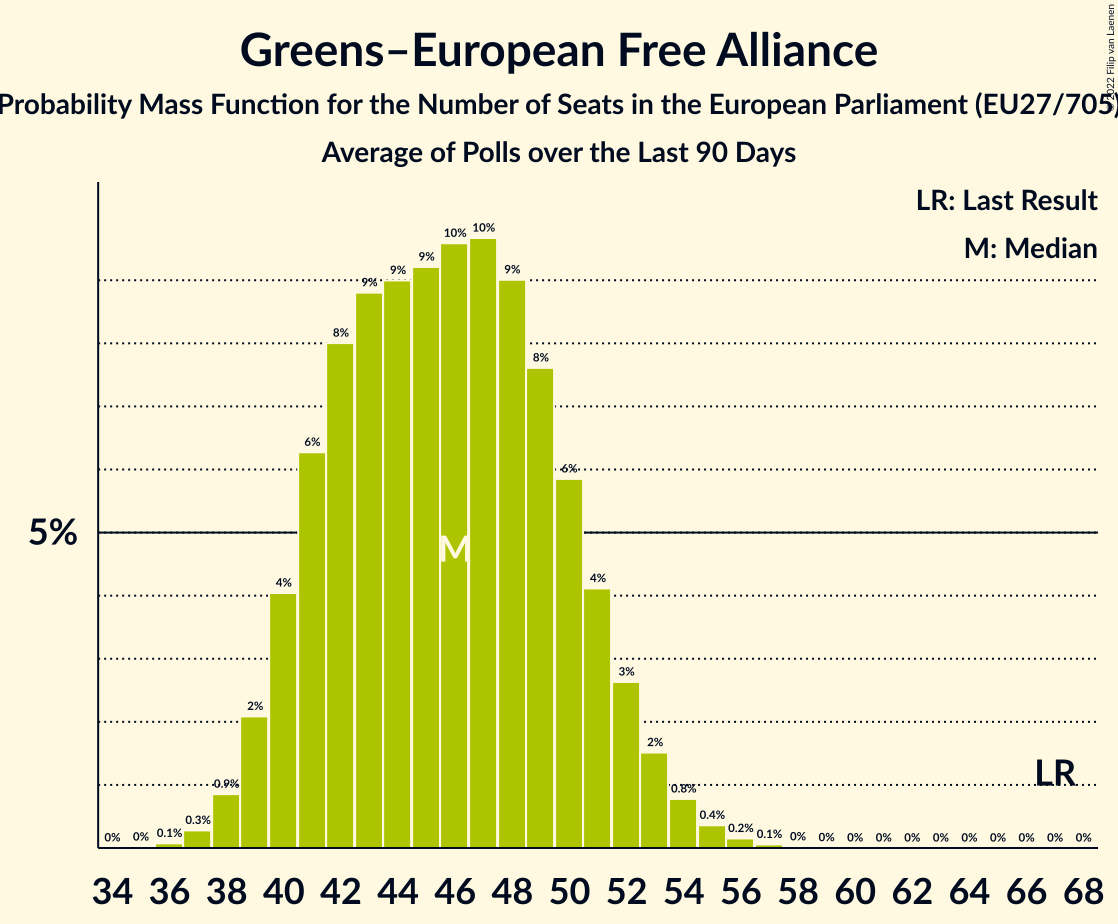 Greens–European Free Alliance
Probability Mass Function for the Number of Seats in the European Parliament (EU27/705)
Average of Polls over the Last 90 Days
© 2022 Filip van Laenen
LR: Last Result
M: Median
5%
0% 0% 0.1% 0.3% 0.9% 2% 4% 6% 8% 9% 9% 9% 10% 10% 9% 8% 6% 4% 3% 2% 0.8% 0.4% 0.2% 0.1% 0% 0% 0% 0% 0% 0% 0% 0% 0% 0% 0%
M
LR
34 36 38 40 42 44 46 48 50 52 54 56 58 60 62 64 66 68